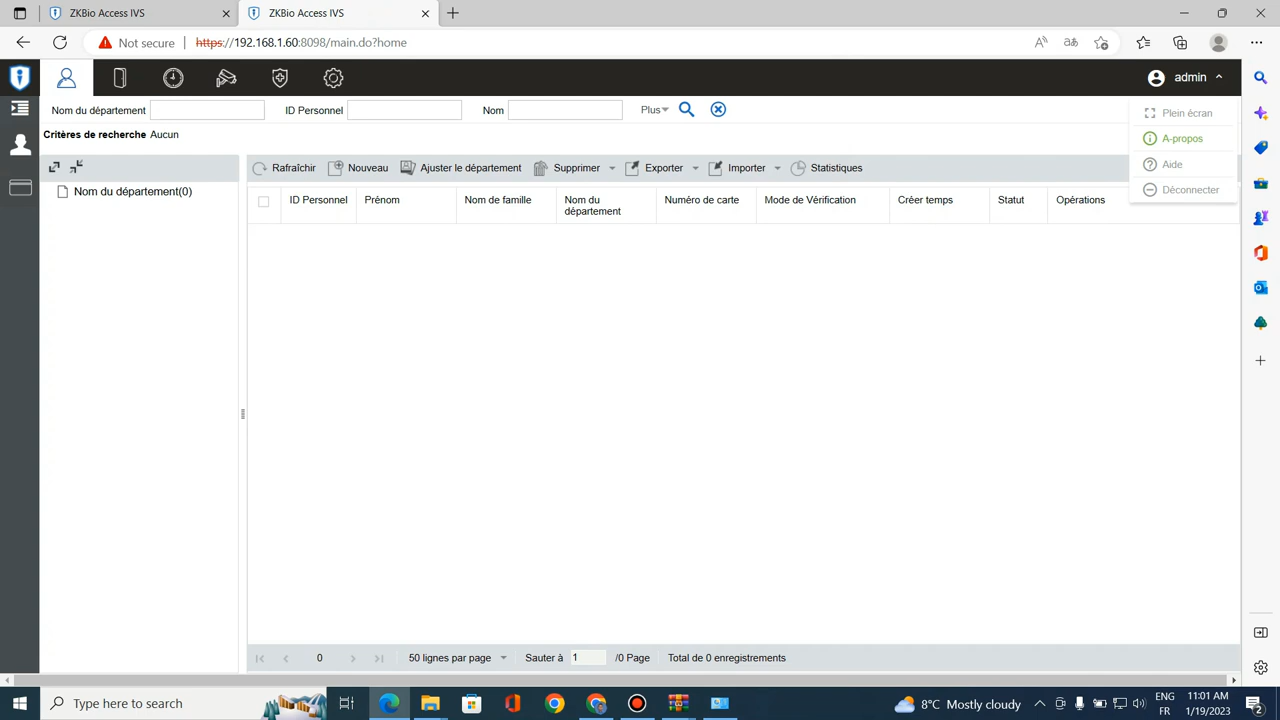 ZKBio Access IVS
ZKBio Access IVS
Not secure
https://192.168.1.60:8098/main.do?home
admin
Nom du département
ID Personnel
Nom
Plus
Plein écran
Critères de recherche Aucun
A-propos
Aide
Déconnecter
Rafraîchir
Nouveau
Ajuster le département
Supprimer
Exporter
Importer
Statistiques
Nom du département(0)
ID Personnel
Prénom
Nom de famille
Nom du département
Numéro de carte
Mode de Vérification
Créer temps
Statut
Opérations
0
50 lignes par page
Sauter à
1
/0 Page
Total de 0 enregistrements
Type here to search
8°C Mostly cloudy
ENG
FR
11:01 AM
1/19/2023
2